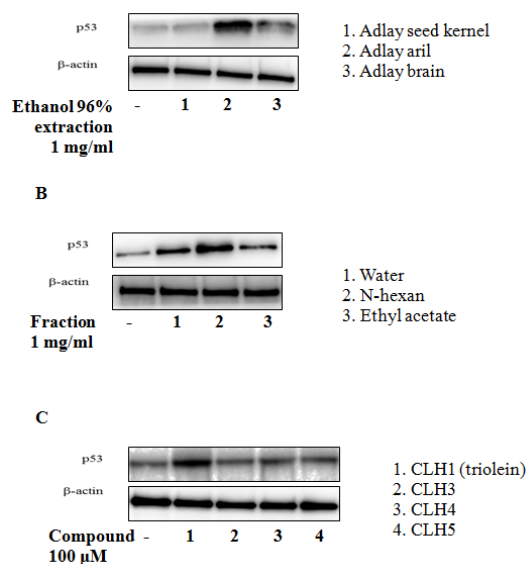 p53
1. Adlay seed kernel
2. Adlay aril
β-actin
3. Adlay brain
- 1 2 3
Ethanol 96%
extraction
1 mg/ml
B
p53
1. Water
β-actin
2. N-hexan
3. Ethyl acetate
Fraction - 1 2 3
1 mg/ml
C
p53
1. CLH1 (triolein)
β-actin
2. CLH3
3. CLH4
4. CLH5
Compound - 1 2 3 4
100 µM